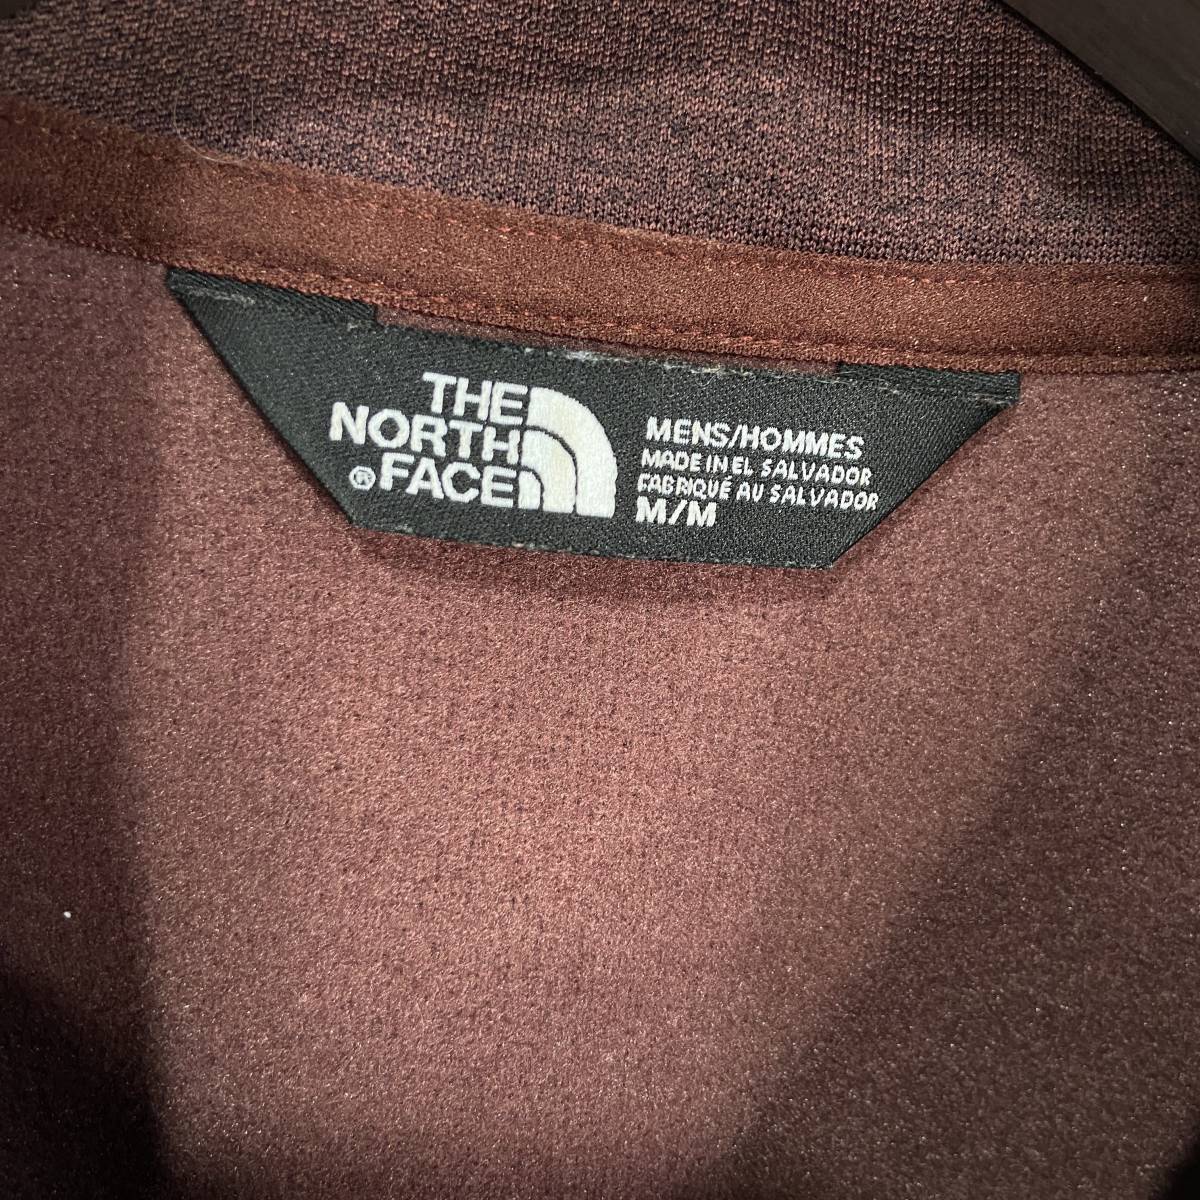 THE
NORTH
® FACE
MENS/HOMMES
MADE IN EL SALVADOR
FABRIQUÉ AU SALVADOR
M/M